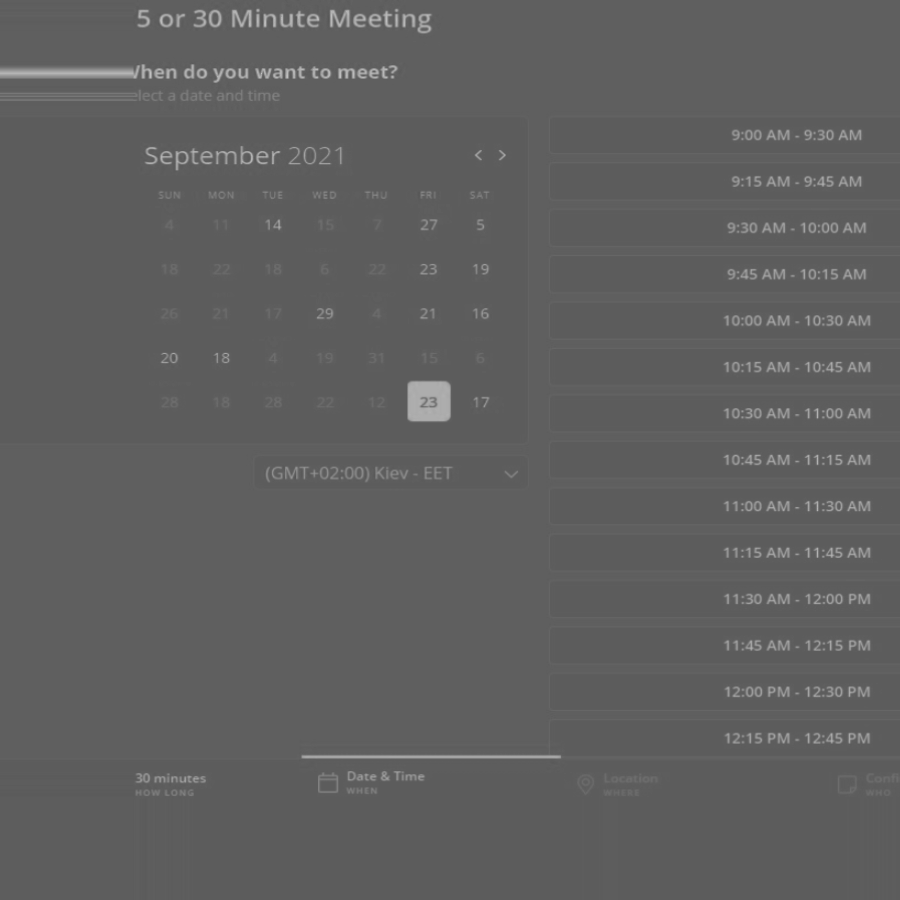 5 or 30 Minute Meeting
When do you want to meet?
elect a date and time
September 2021
< >
SUN MON TUE WED THU FRI SAT
4 11 14 15 7 27 5
18 22 18 6 22 23 19
26 21 17 29 4 21 16
20 18 4 19 31 15 6
28 18 28 22 12 23 17
(GMT+02:00) Kiev - EET
9:00 AM - 9:30 AM
9:15 AM - 9:45 AM
9:30 AM - 10:00 AM
9:45 AM - 10:15 AM
10:00 AM - 10:30 AM
10:15 AM - 10:45 AM
10:30 AM - 11:00 AM
10:45 AM - 11:15 AM
11:00 AM - 11:30 AM
11:15 AM - 11:45 AM
11:30 AM - 12:00 PM
11:45 AM - 12:15 PM
12:00 PM - 12:30 PM
12:15 PM - 12:45 PM
30 minutes
HOW LONG
Date & Time
WHEN
Location
WHERE
Confi
WHO